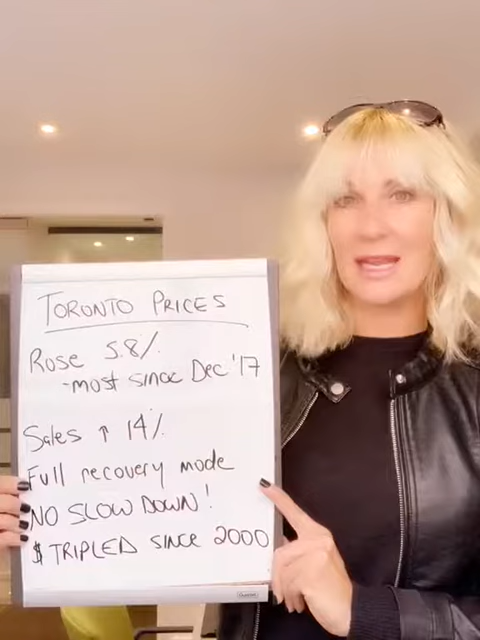 TORONTO PRICES
ROSE 5.8%
-most since Dec '17
Sales ↑ 14%
Full recovery mode
NO SLOW DOWN!
$ TRIPLED SINCE 2000
Quartet